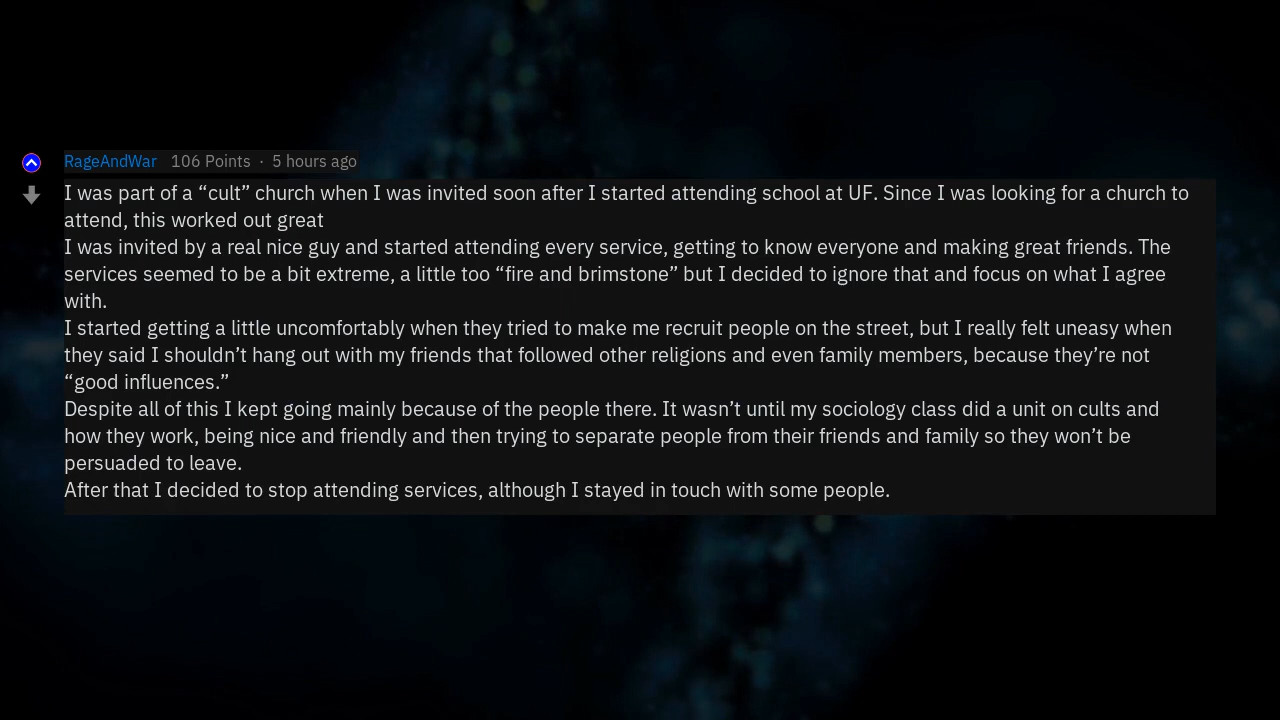 RageAndWar 106 Points · 5 hours ago
I was part of a “cult” church when I was invited soon after I started attending school at UF. Since I was looking for a church to
attend, this worked out great
I was invited by a real nice guy and started attending every service, getting to know everyone and making great friends. The
services seemed to be a bit extreme, a little too “fire and brimstone” but I decided to ignore that and focus on what I agree
with.
I started getting a little uncomfortably when they tried to make me recruit people on the street, but I really felt uneasy when
they said I shouldn’t hang out with my friends that followed other religions and even family members, because they’re not
“good influences.”
Despite all of this I kept going mainly because of the people there. It wasn’t until my sociology class did a unit on cults and
how they work, being nice and friendly and then trying to separate people from their friends and family so they won’t be
persuaded to leave.
After that I decided to stop attending services, although I stayed in touch with some people.